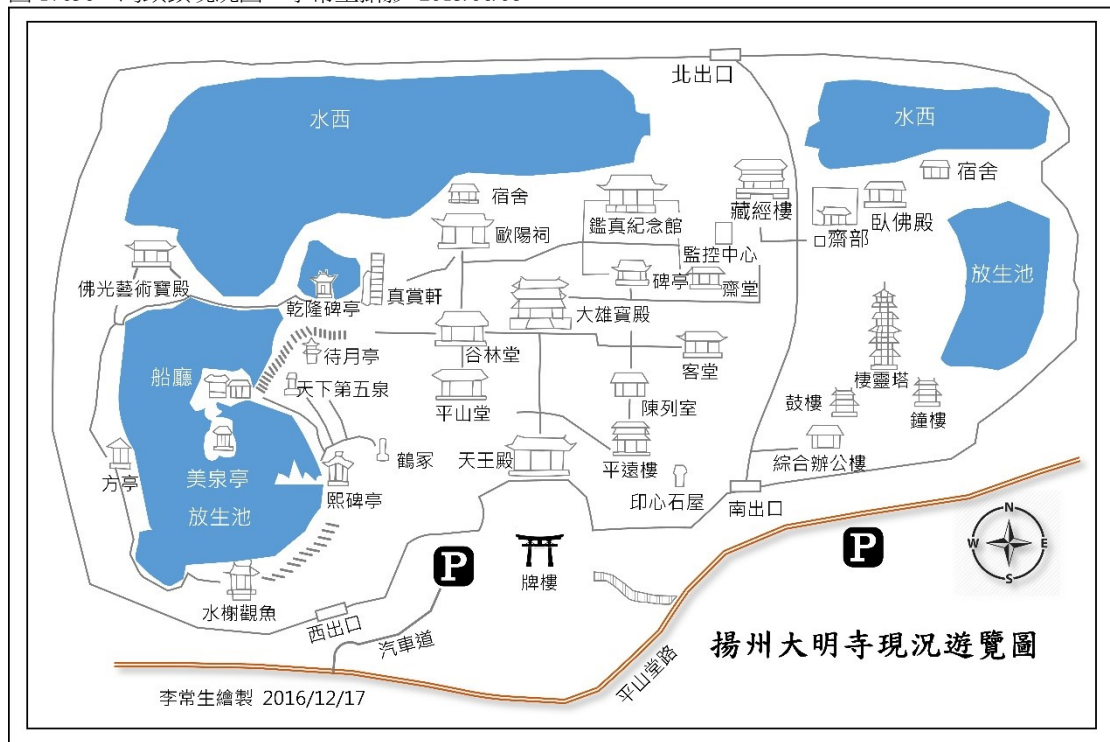 北出口
水西
水西
宿舍
宿舍
鑑真紀念館
藏經樓
歐陽祠
監控中心
齋部
臥佛殿
佛光藝術寶殿
乾隆碑亭
真賞軒
碑亭
齋堂
放生池
大雄寶殿
待月亭
谷林堂
客堂
船廳
天下第五泉
平山堂
陳列室
棲靈塔
鼓樓
鐘樓
方亭
美泉亭
放生池
鶴冢
熙碑亭
天王殿
平遠樓
印心石屋
綜合辦公樓
南出口
N
W
E
S
P
P
牌樓
水榭觀魚
西出口
汽車道
平山堂路
揚州大明寺現況遊覽圖
李常生繪製 2016/12/17